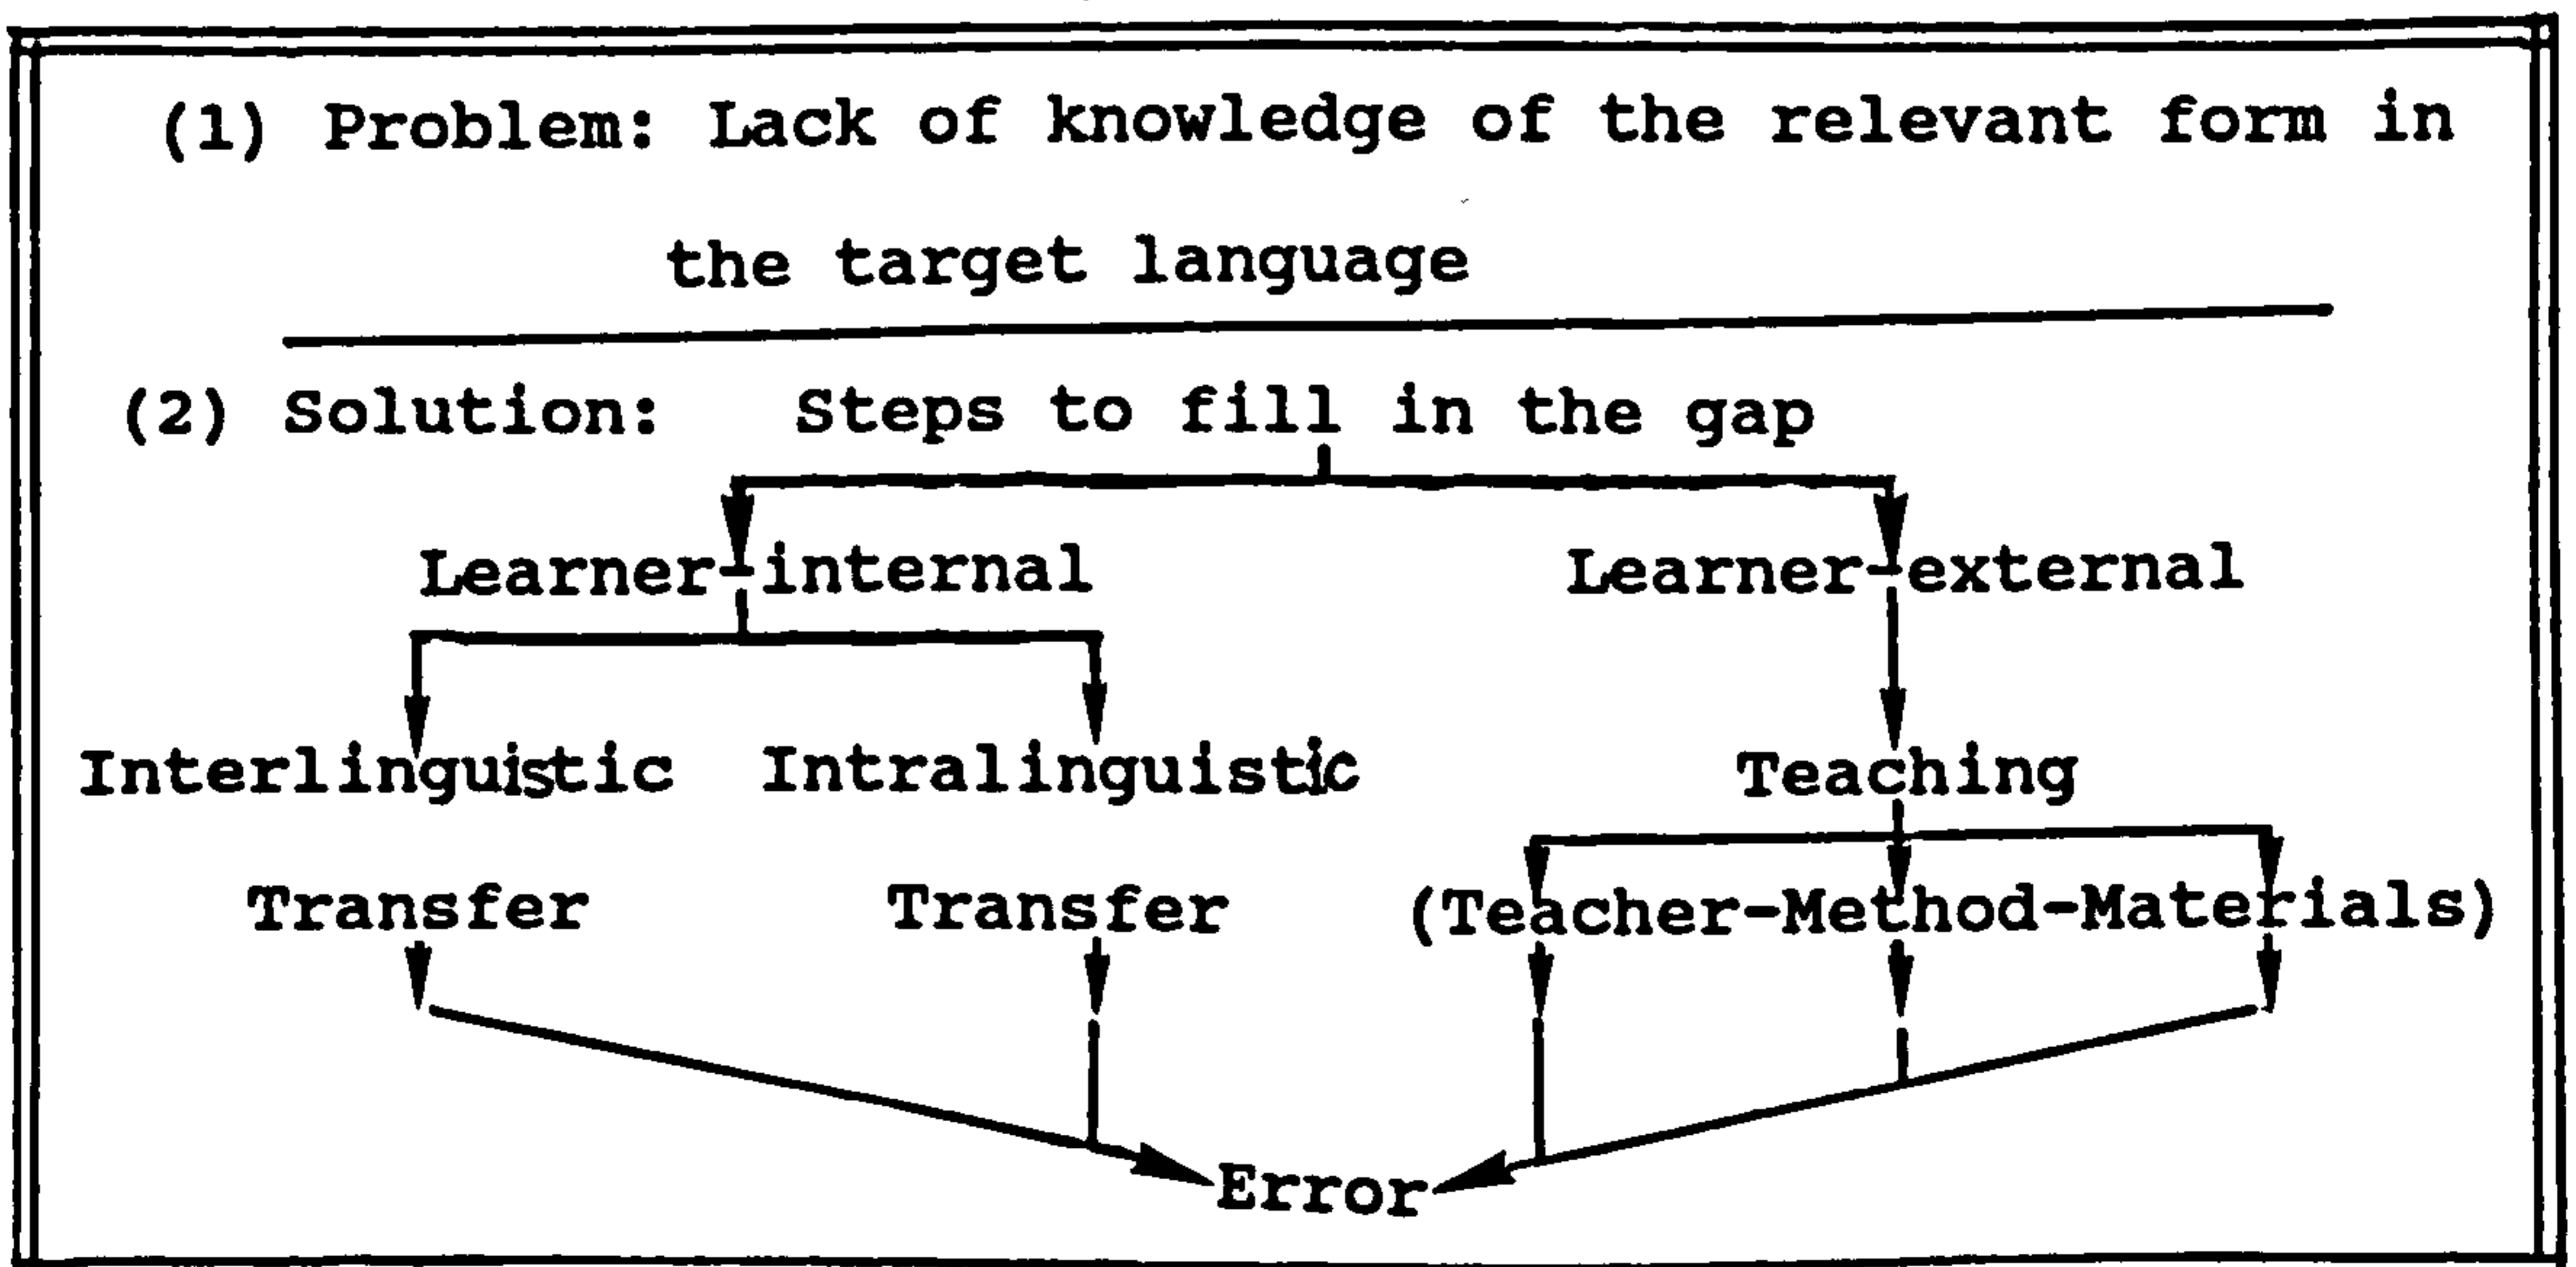 (1) Problem: Lack of knowledge of the relevant form in
the target language
(2) Solution: Steps to fill in the gap
Learner-internal Learner-external
Interlinguistic Intralinguistic Teaching
Transfer Transfer (Teacher-Method-Materials)
Error